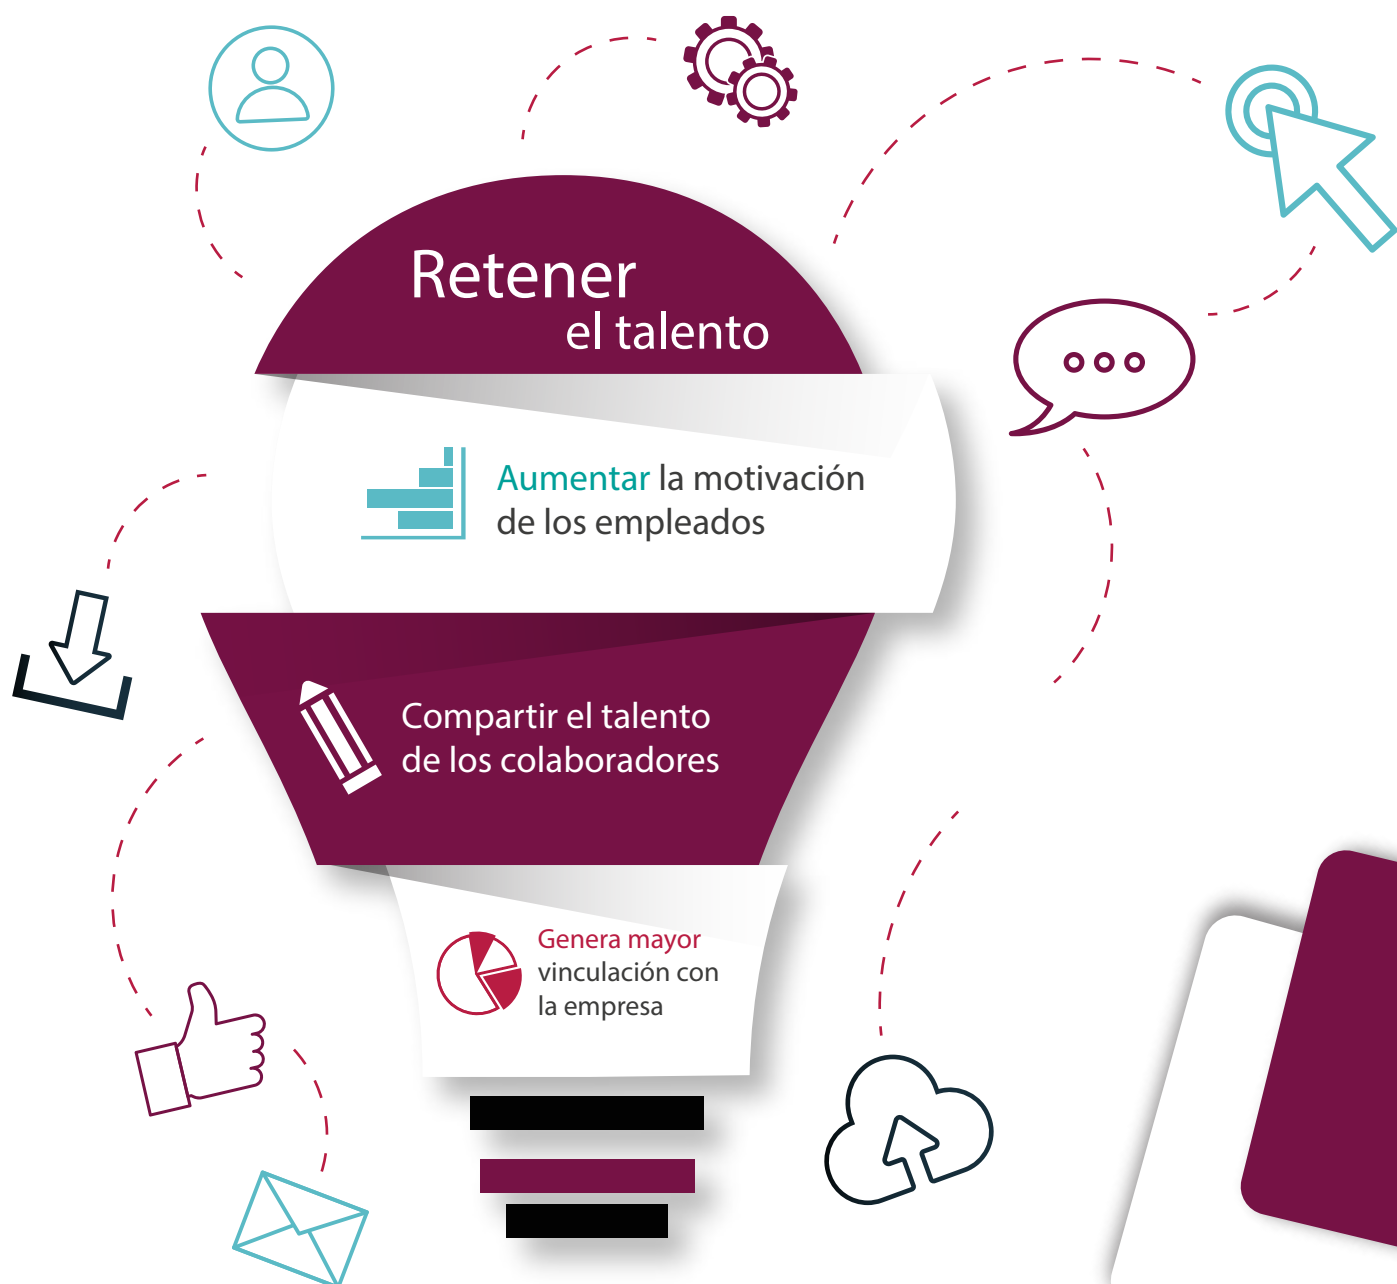 Retener
el talento
Aumentar la motivación
de los empleados
Compartir el talento
de los colaboradores
Genera mayor
vinculación con
la empresa